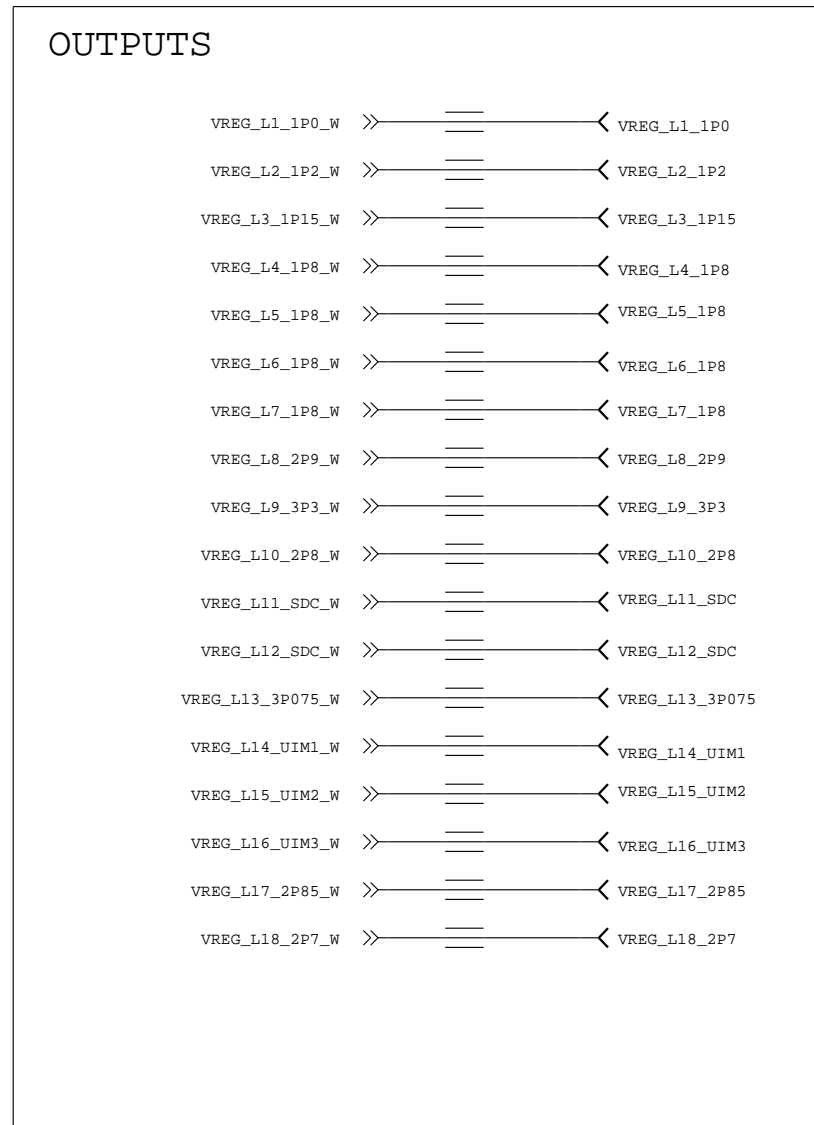 OUTPUTS
VREG_L1_1P0_W VREG_L1_1P0
VREG_L2_1P2_W VREG_L2_1P2
VREG_L3_1P15_W VREG_L3_1P15
VREG_L4_1P8_W VREG_L4_1P8
VREG_L5_1P8_W VREG_L5_1P8
VREG_L6_1P8_W VREG_L6_1P8
VREG_L7_1P8_W VREG_L7_1P8
VREG_L8_2P9_W VREG_L8_2P9
VREG_L9_3P3_W VREG_L9_3P3
VREG_L10_2P8_W VREG_L10_2P8
VREG_L11_SDC_W VREG_L11_SDC
VREG_L12_SDC_W VREG_L12_SDC
VREG_L13_3P075_W VREG_L13_3P075
VREG_L14_UIM1_W VREG_L14_UIM1
VREG_L15_UIM2_W VREG_L15_UIM2
VREG_L16_UIM3_W VREG_L16_UIM3
VREG_L17_2P85_W VREG_L17_2P85
VREG_L18_2P7_W VREG_L18_2P7